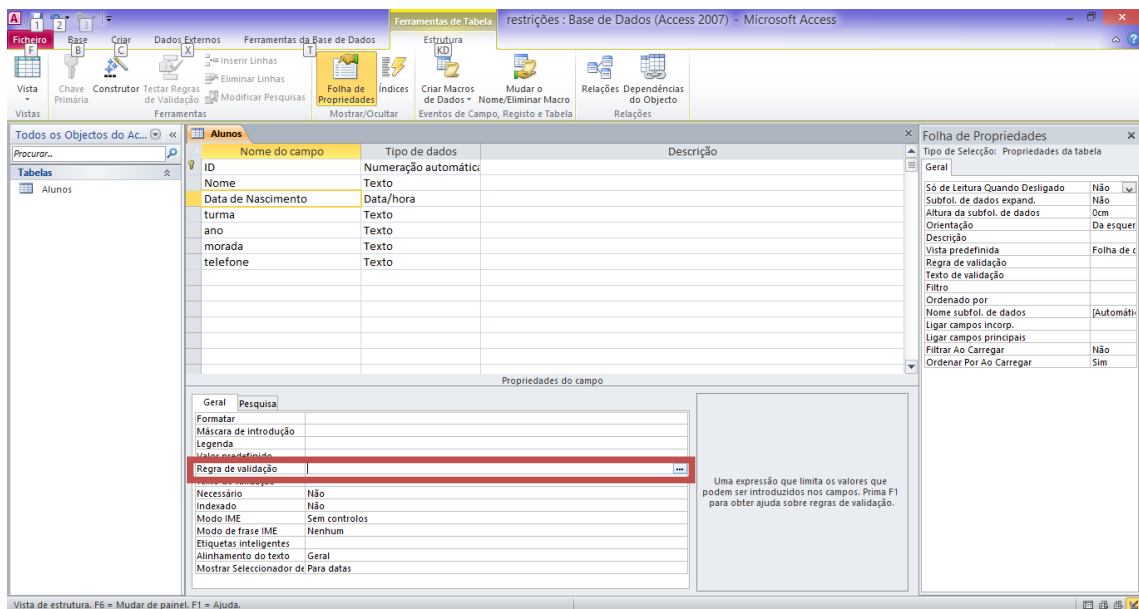 Ferramentas de Tabela restrições : Base de Dados (Access 2007) - Microsoft Access
1 2 3
Ficheiro Base Criar Dados Externos Ferramentas da Base de Dados Estrutura
F B C X T KD
Vista
Chave Primária
Construtor
Testar Regras de Validação
Inserir Linhas
Eliminar Linhas
Modificar Pesquisas
Folha de Propriedades
Índices
Criar Macros de Dados
Mudar o Nome/Eliminar Macro
Relações
Dependências do Objecto
Vistas Ferramentas Mostrar/Ocultar Eventos de Campo, Registo e Tabela Relações
Todos os Objectos do Ac...
Procurar...
Tabelas
Alunos
Alunos
Nome do campo Tipo de dados Descrição
ID Numeração automática
Nome Texto
Data de Nascimento Data/hora
turma Texto
ano Texto
morada Texto
telefone Texto
Propriedades do campo
Geral Pesquisa
Formatar
Máscara de introdução
Legenda
Valor predefinido
Regra de validação ...
Texto de validação
Necessário Não
Indexado Não
Modo IME Sem controlos
Modo de frase IME Nenhum
Etiquetas inteligentes
Alinhamento do texto Geral
Mostrar Seleccionador de Para datas
Uma expressão que limita os valores que
podem ser introduzidos nos campos. Prima F1
para obter ajuda sobre regras de validação.
Folha de Propriedades
Tipo de Selecção: Propriedades da tabela
Geral
Só de Leitura Quando Desligado Não
Subfol. de dados expand. Não
Altura da subfol. de dados 0cm
Orientação Da esquer
Descrição
Vista predefinida Folha de d
Regra de validação
Texto de validação
Filtro
Ordenado por
Nome subfol. de dados [Automáti
Ligar campos incorp.
Ligar campos principais
Filtrar Ao Carregar Não
Ordenar Por Ao Carregar Sim
Vista de estrutura. F6 = Mudar de painel. F1 = Ajuda.